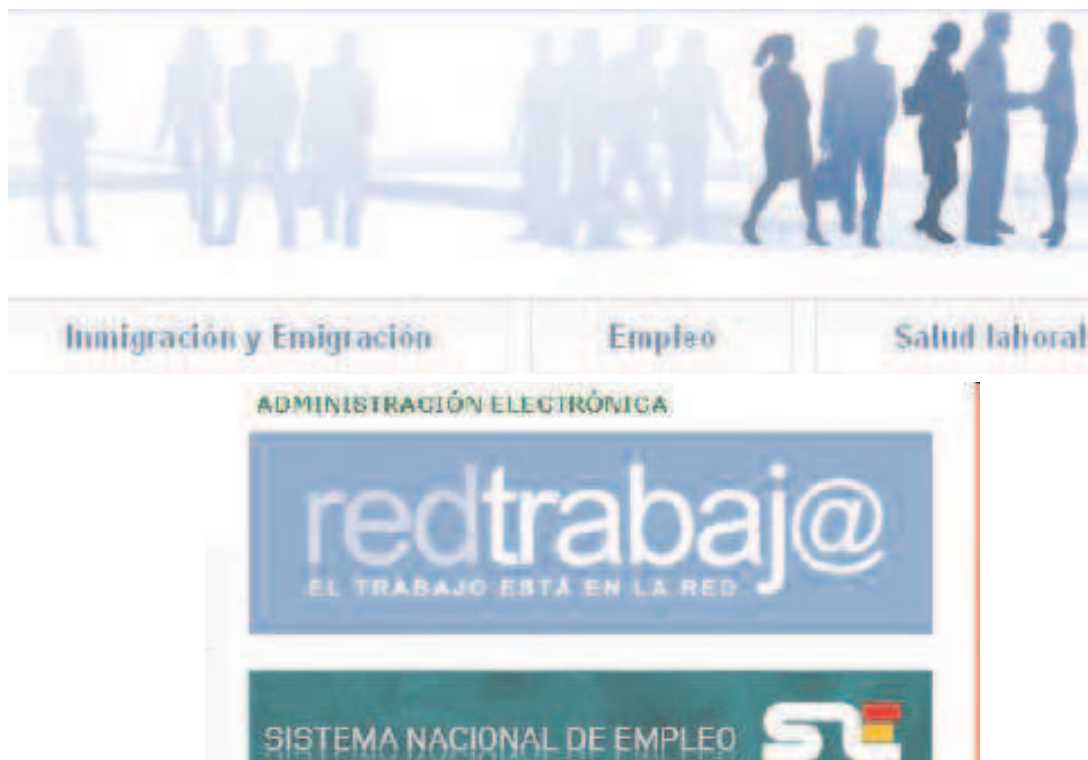 Inmigración y Emigración Empleo Salud laboral
ADMINISTRACIÓN ELECTRÓNICA
redtrabaj@
EL TRABAJO ESTÁ EN LA RED
SISTEMA NACIONAL DE EMPLEO